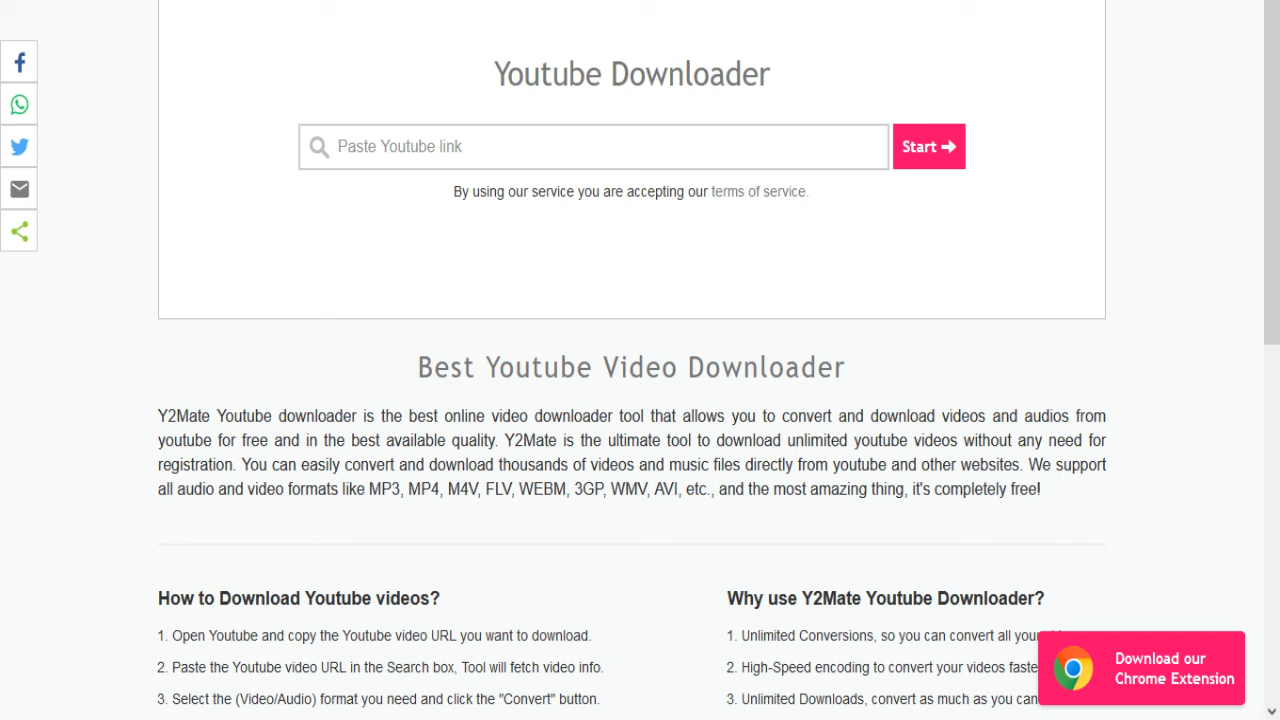 Youtube Downloader
Paste Youtube link
Start
By using our service you are accepting our terms of service.
Best Youtube Video Downloader
Y2Mate Youtube downloader is the best online video downloader tool that allows you to convert and download videos and audios from
youtube for free and in the best available quality. Y2Mate is the ultimate tool to download unlimited youtube videos without any need for
registration. You can easily convert and download thousands of videos and music files directly from youtube and other websites. We support
all audio and video formats like MP3, MP4, M4V, FLV, WEBM, 3GP, WMV, AVI, etc., and the most amazing thing, it's completely free!
How to Download Youtube videos?
1. Open Youtube and copy the Youtube video URL you want to download.
2. Paste the Youtube video URL in the Search box, Tool will fetch video info.
3. Select the (Video/Audio) format you need and click the "Convert" button.
Why use Y2Mate Youtube Downloader?
1. Unlimited Conversions, so you can convert all your
2. High-Speed encoding to convert your videos faste
3. Unlimited Downloads, convert as much as you can
Download our
Chrome Extension